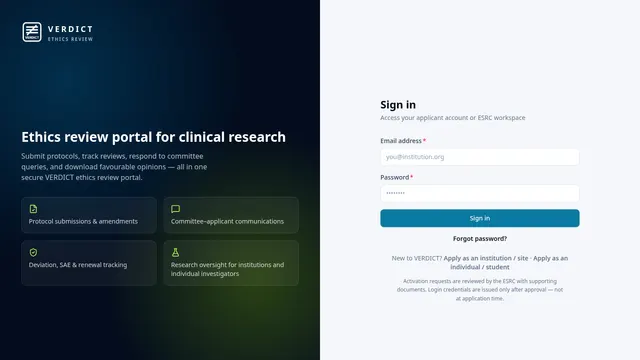 VERDICT
VERDICT
ETHICS REVIEW
Ethics review portal for clinical research
Submit protocols, track reviews, respond to committee
queries, and download favourable opinions — all in one
secure VERDICT ethics review portal.
Protocol submissions & amendments
Committee–applicant communications
Deviation, SAE & renewal tracking
Research oversight for institutions and
individual investigators
Sign in
Access your applicant account or ESRC workspace
Email address *
you@institution.org
Password *
••••••••
Sign in
Forgot password?
New to VERDICT? Apply as an institution / site · Apply as an
individual / student
Activation requests are reviewed by the ESRC with supporting
documents. Login credentials are issued only after approval — not
at application time.